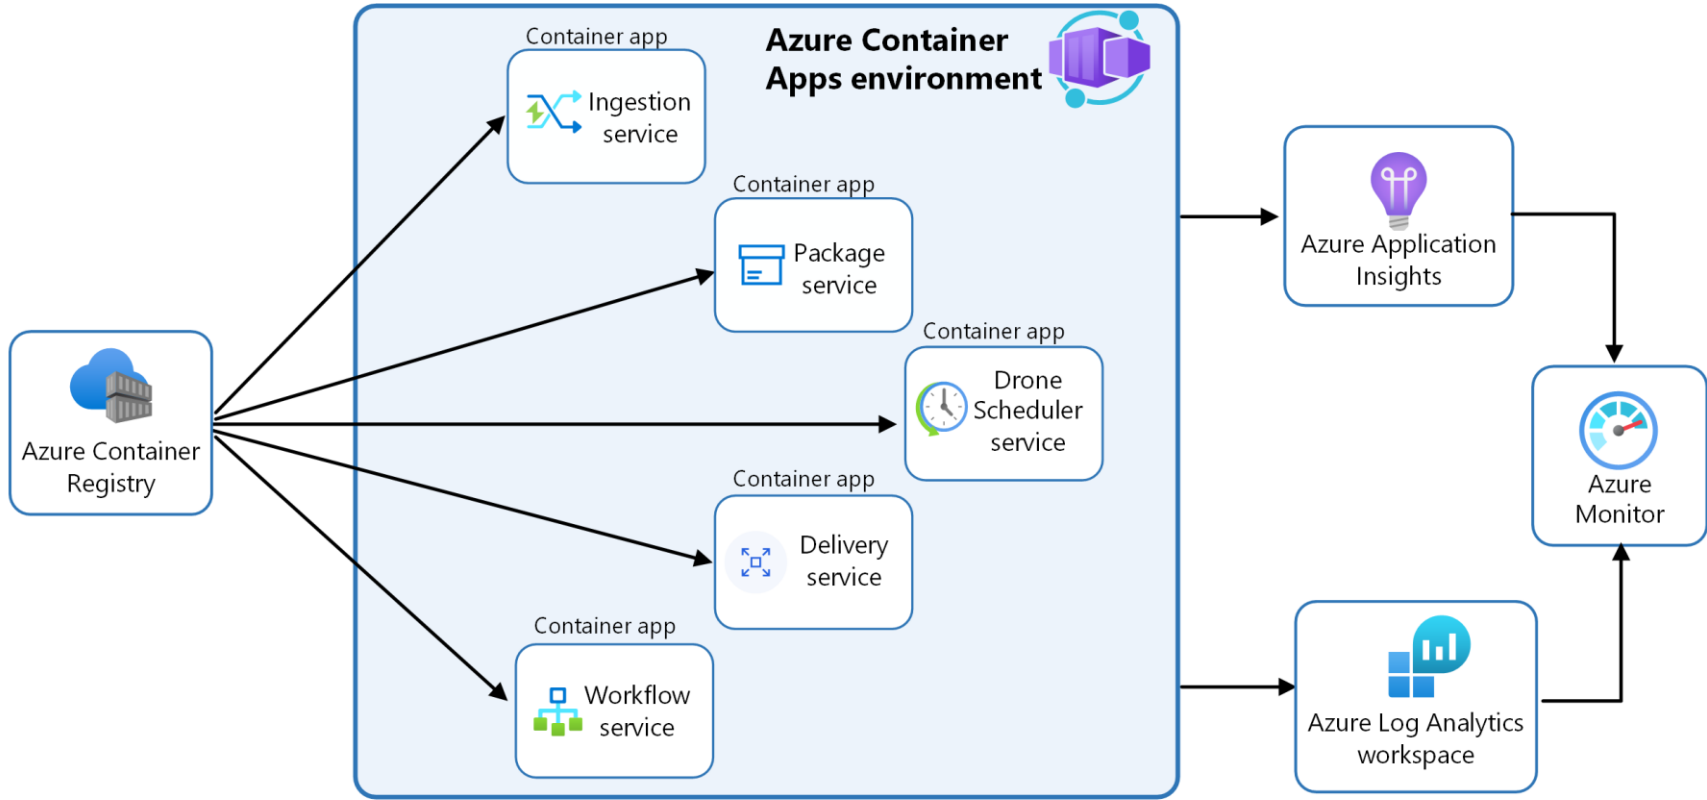 Container app
Ingestion
service
Azure Container
Apps environment
Container app
Package
service
Container app
Drone
Scheduler
service
Container app
Delivery
service
Container app
Workflow
service
Azure Container
Registry
Azure Application
Insights
Azure
Monitor
Azure Log Analytics
workspace